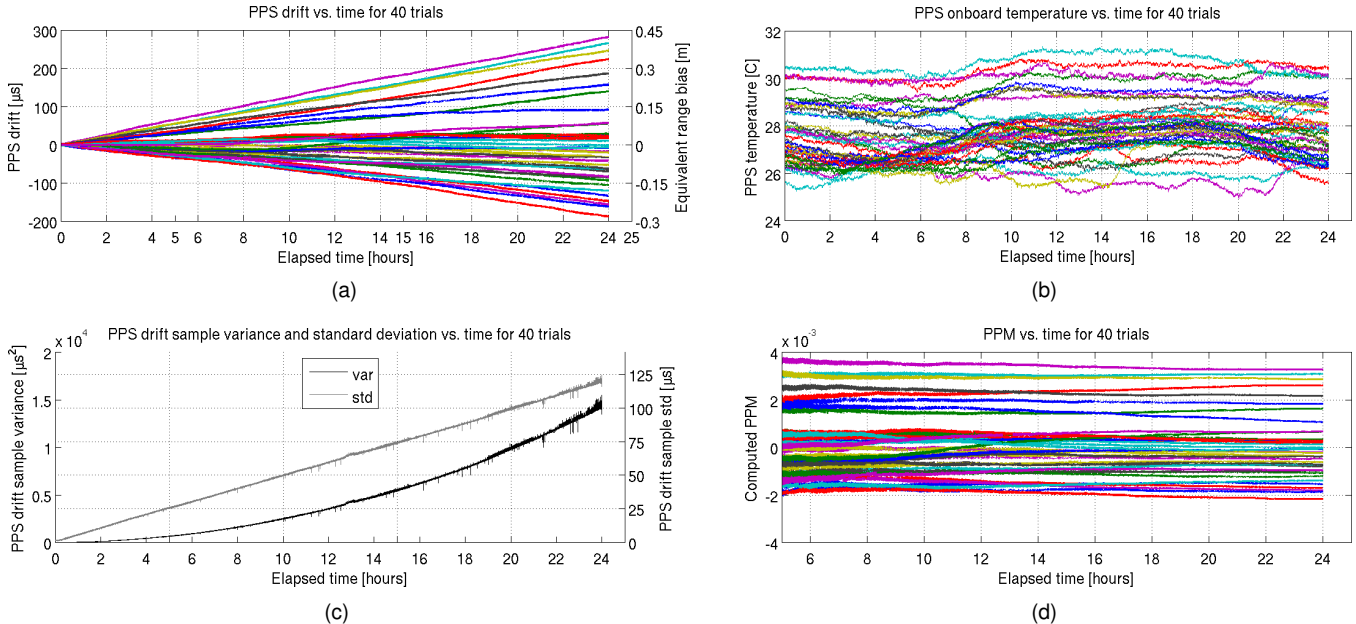 PPS drift vs. time for 40 trials
300
200
100
0
-100
-200
PPS drift [µs]
0.45
0.3
0.15
0
-0.15
-0.3
Equivalent range bias [m]
0 2 4 5 6 8 10 12 14 15 16 18 20 22 24 25
Elapsed time [hours]
(a)
PPS onboard temperature vs. time for 40 trials
32
30
28
26
24
PPS temperature [C]
0 2 4 6 8 10 12 14 16 18 20 22 24
Elapsed time [hours]
(b)
PPS drift sample variance and standard deviation vs. time for 40 trials
x 10^4
2
1.5
1
0.5
0
PPS drift sample variance [µs²]
var
std
125
100
75
50
25
0
PPS drift sample std [µs]
0 2 4 6 8 10 12 14 16 18 20 22 24
Elapsed time [hours]
(c)
PPM vs. time for 40 trials
x 10^-3
4
2
0
-2
-4
Computed PPM
6 8 10 12 14 16 18 20 22 24
Elapsed time [hours]
(d)